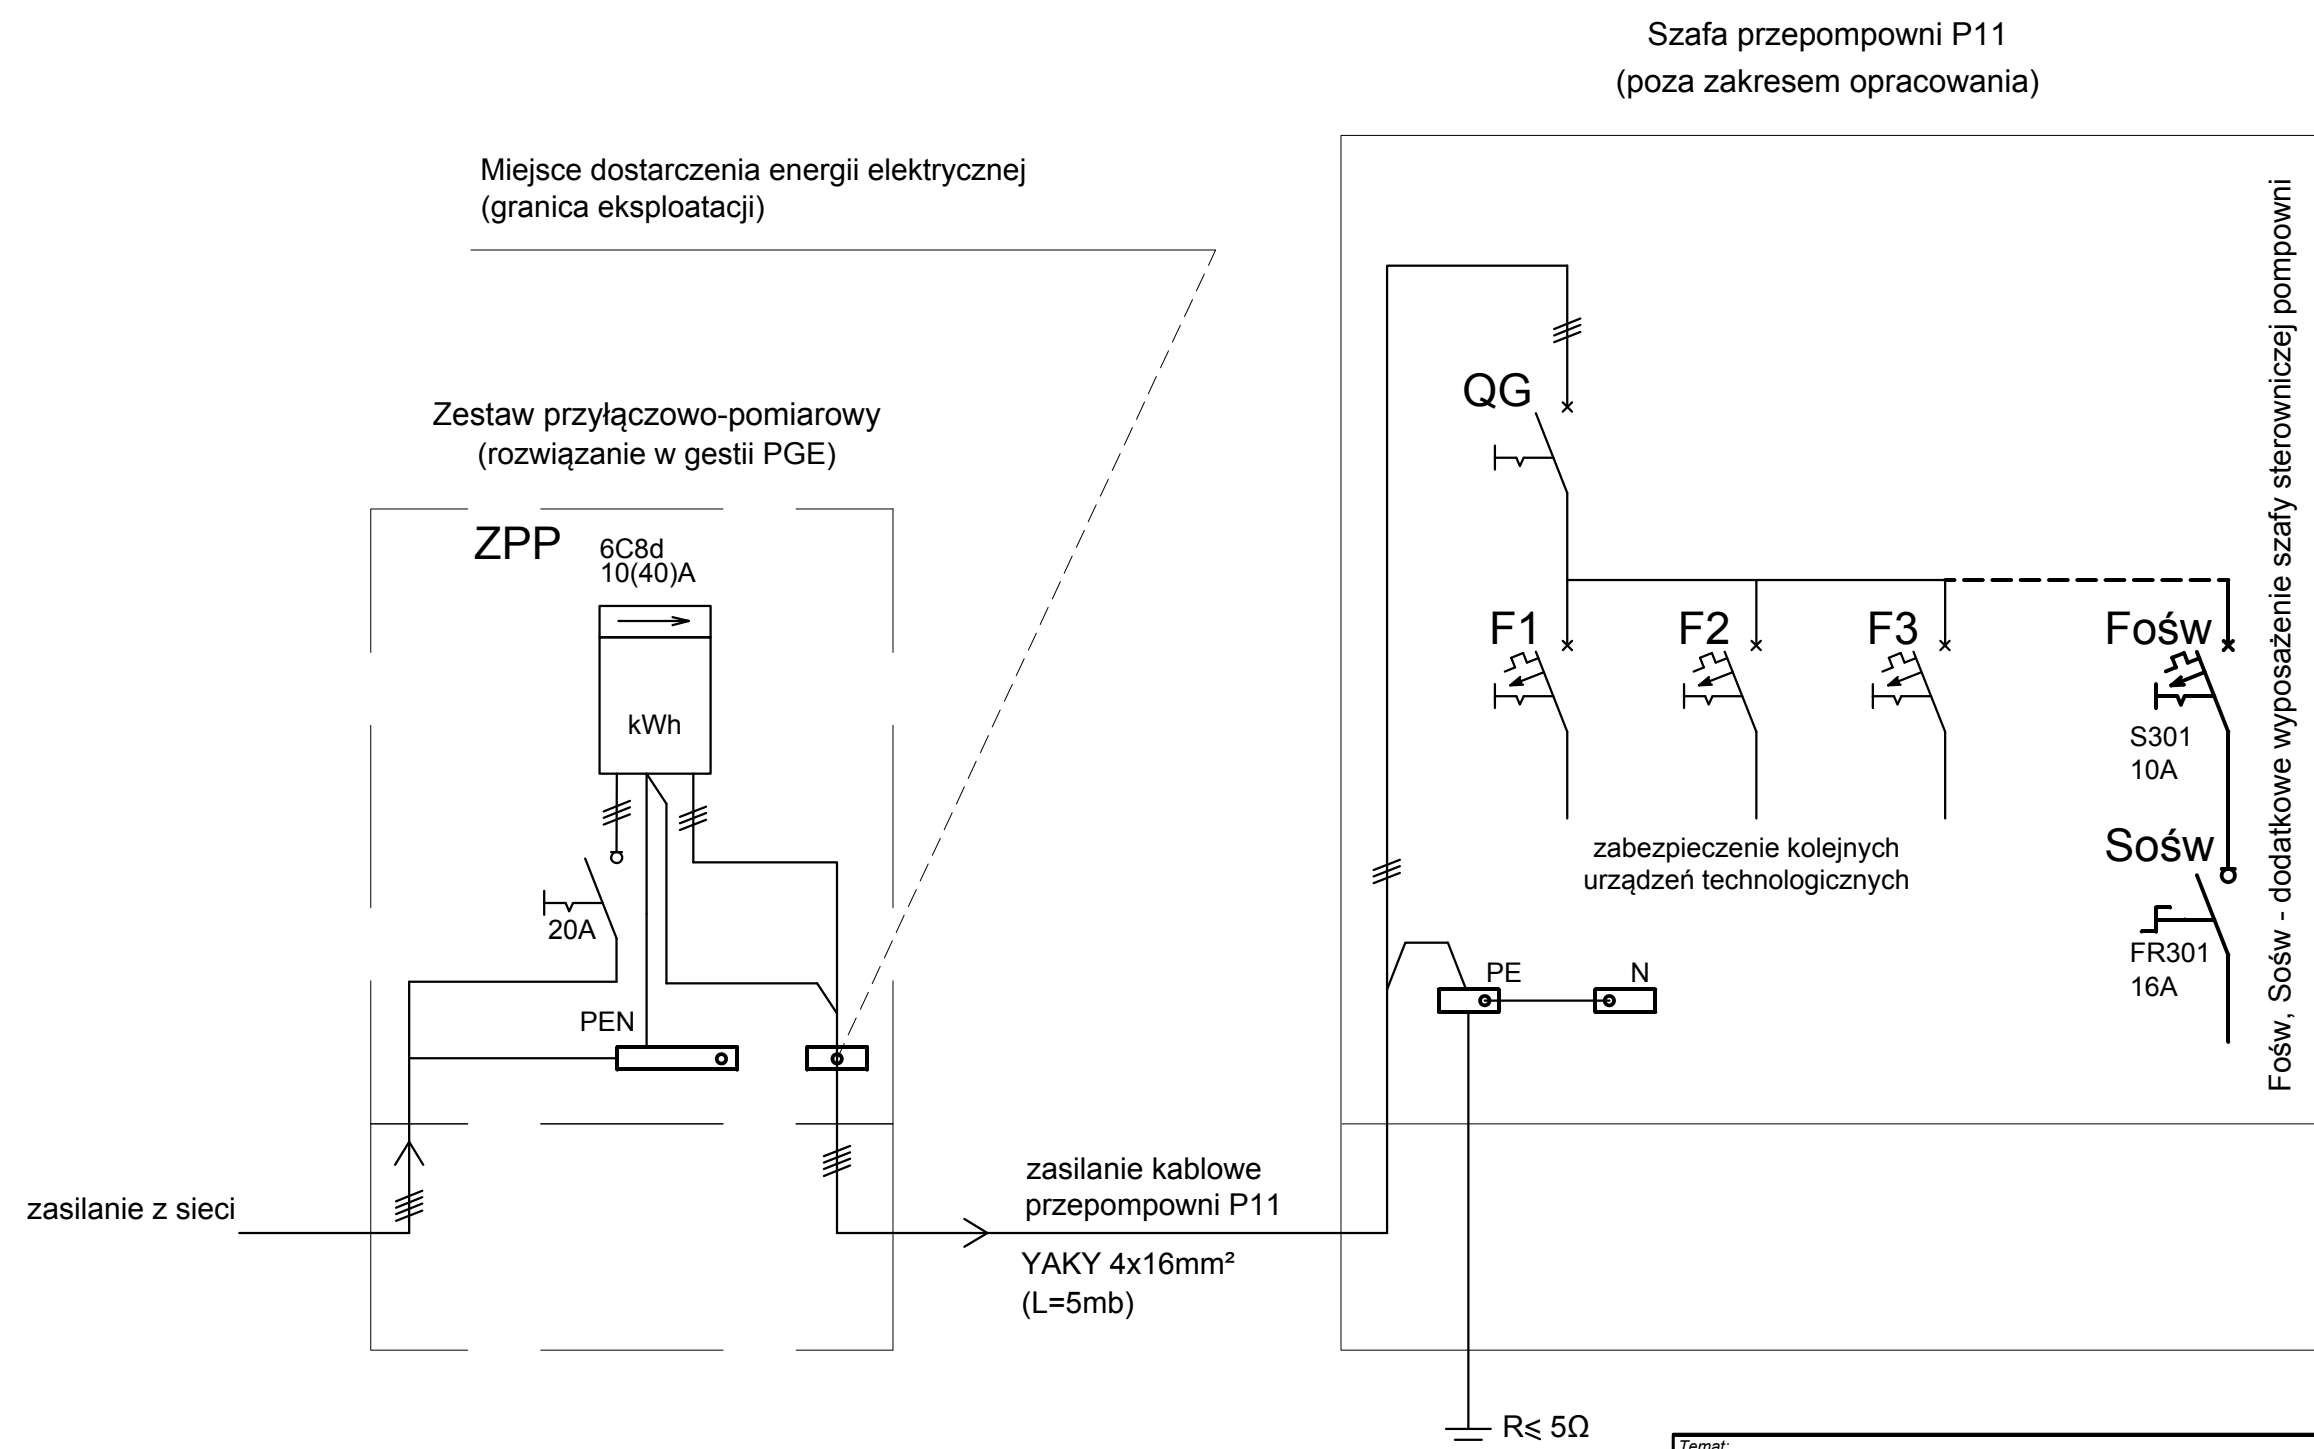 Szafa przepompowni P11
(poza zakresem opracowania)
Miejsce dostarczenia energii elektrycznej
(granica eksploatacji)
Zestaw przyłączowo-pomiarowy
(rozwiązanie w gestii PGE)
ZPP
6C8d
10(40)A
kWh
20A
PEN
zasilanie z sieci
zasilanie kablowe
przepompowni P11
YAKY 4x16mm²
(L=5mb)
QG
F1
F2
F3
Fośw
S301
10A
zabezpieczenie kolejnych
urządzeń technologicznych
Sośw
FR301
16A
PE
N
Fośw, Sośw - dodatkowe wyposażenie szafy sterowniczej pompowni
R⩽ 5Ω
Temat: